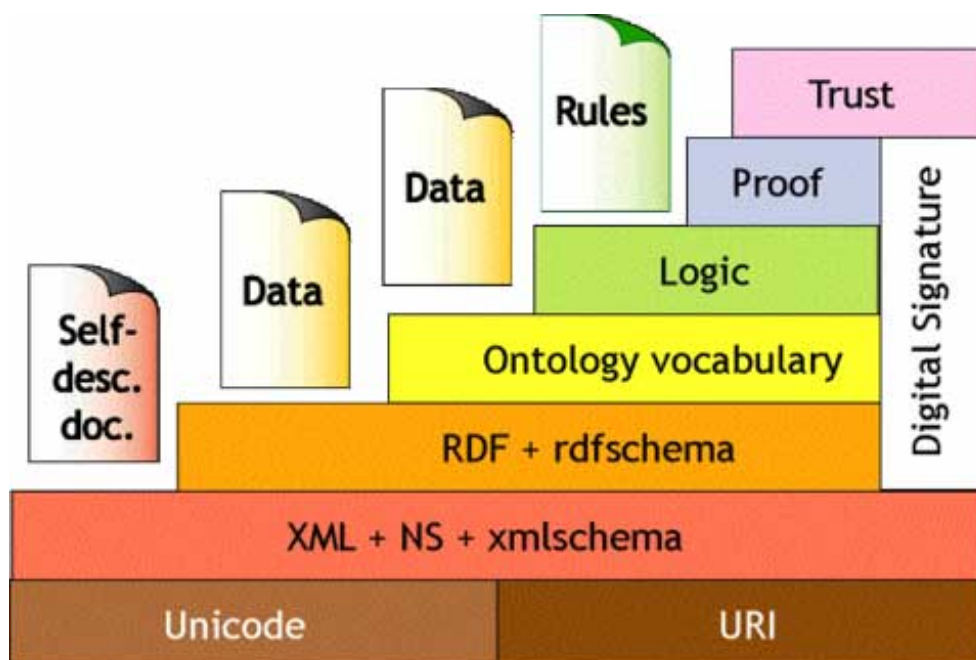 Rules
Trust
Data
Proof
Data
Logic
Self-
desc.
doc.
Ontology vocabulary
Digital Signature
RDF + rdfschema
XML + NS + xmlschema
Unicode
URI